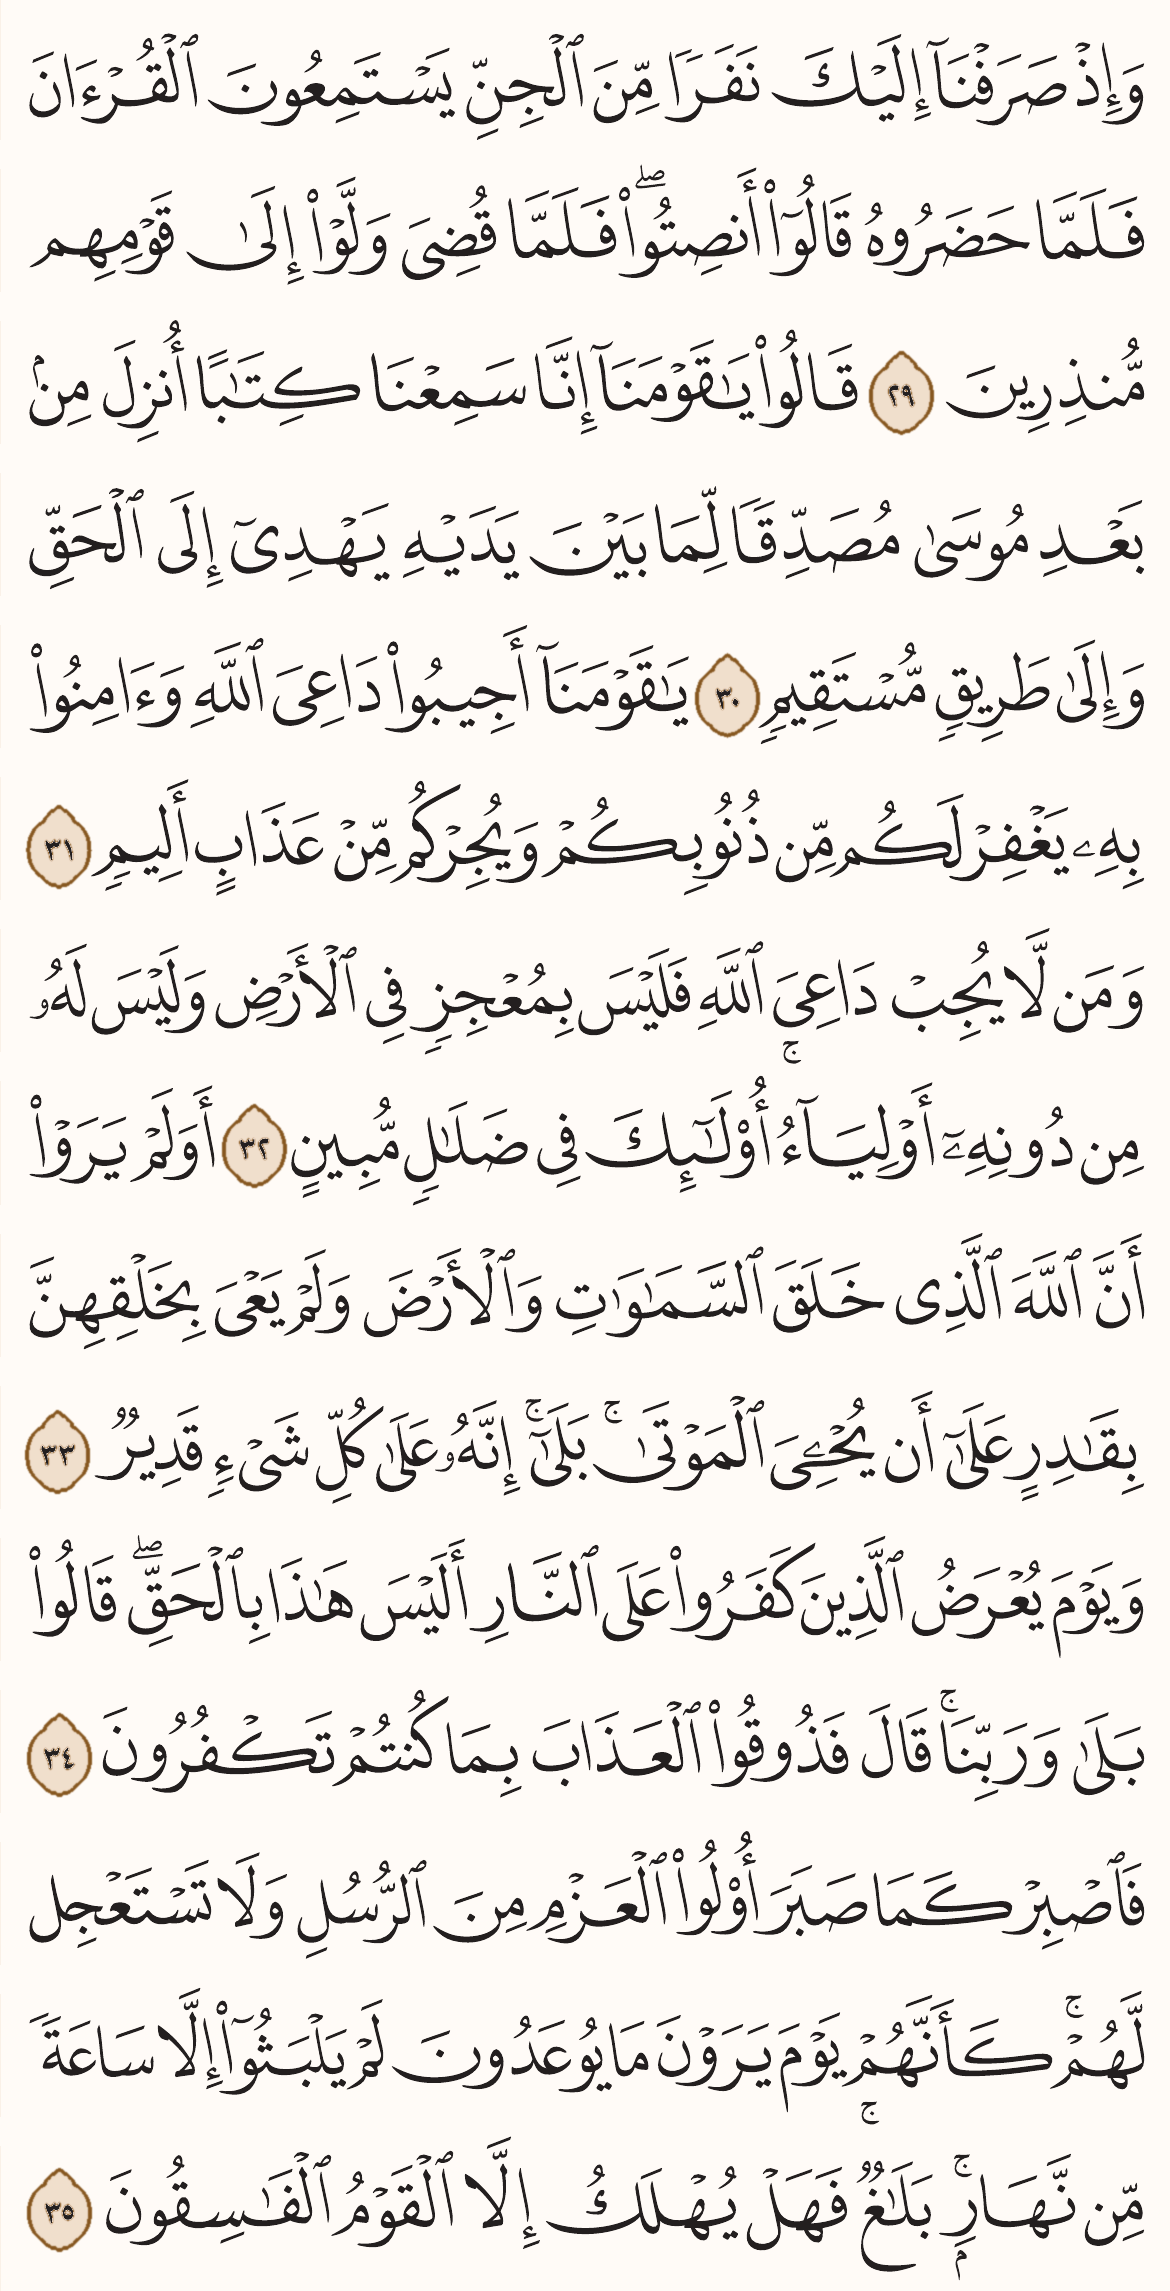 وَإِذْ صَرَفْنَآ إِلَيْكَ نَفَرًا مِّنَ ٱلْجِنِّ يَسْتَمِعُونَ ٱلْقُرْءَانَ
فَلَمَّا حَضَرُوهُ قَالُوٓا۟ أَنصِتُوا۟ ۖ فَلَمَّا قُضِىَ وَلَّوْا۟ إِلَىٰ قَوْمِهِم
مُّنذِرِينَ ٢٩ قَالُوا۟ يَـٰقَوْمَنَآ إِنَّا سَمِعْنَا كِتَـٰبًا أُنزِلَ مِنۢ
بَعْدِ مُوسَىٰ مُصَدِّقًا لِّمَا بَيْنَ يَدَيْهِ يَهْدِىٓ إِلَى ٱلْحَقِّ
وَإِلَىٰ طَرِيقٍ مُّسْتَقِيمٍ ٣٠ يَـٰقَوْمَنَآ أَجِيبُوا۟ دَاعِىَ ٱللَّهِ وَءَامِنُوا۟
بِهِۦ يَغْفِرْ لَكُم مِّن ذُنُوبِكُمْ وَيُجِرْكُم مِّنْ عَذَابٍ أَلِيمٍ ٣١
وَمَن لَّا يُجِبْ دَاعِىَ ٱللَّهِ فَلَيْسَ بِمُعْجِزٍ فِى ٱلْأَرْضِ وَلَيْسَ لَهُۥ
مِن دُونِهِۦٓ أَوْلِيَآءُ ۚ أُو۟لَـٰٓئِكَ فِى ضَلَـٰلٍ مُّبِينٍ ٣٢ أَوَلَمْ يَرَوْا۟
أَنَّ ٱللَّهَ ٱلَّذِى خَلَقَ ٱلسَّمَـٰوَٰتِ وَٱلْأَرْضَ وَلَمْ يَعْىَ بِخَلْقِهِنَّ
بِقَـٰدِرٍ عَلَىٰٓ أَن يُحْـِۧىَ ٱلْمَوْتَىٰ ۚ بَلَىٰٓ ۚ إِنَّهُۥ عَلَىٰ كُلِّ شَىْءٍ قَدِيرٌ ٣٣
وَيَوْمَ يُعْرَضُ ٱلَّذِينَ كَفَرُوا۟ عَلَى ٱلنَّارِ أَلَيْسَ هَـٰذَا بِٱلْحَقِّ ۖ قَالُوا۟
بَلَىٰ وَرَبِّنَا ۚ قَالَ فَذُوقُوا۟ ٱلْعَذَابَ بِمَا كُنتُمْ تَكْفُرُونَ ٣٤
فَٱصْبِرْ كَمَا صَبَرَ أُو۟لُوا۟ ٱلْعَزْمِ مِنَ ٱلرُّسُلِ وَلَا تَسْتَعْجِل
لَّهُمْ ۚ كَأَنَّهُمْ يَوْمَ يَرَوْنَ مَا يُوعَدُونَ لَمْ يَلْبَثُوٓا۟ إِلَّا سَاعَةً
مِّن نَّهَارٍۭ ۚ بَلَـٰغٌ ۚ فَهَلْ يُهْلَكُ إِلَّا ٱلْقَوْمُ ٱلْفَـٰسِقُونَ ٣٥